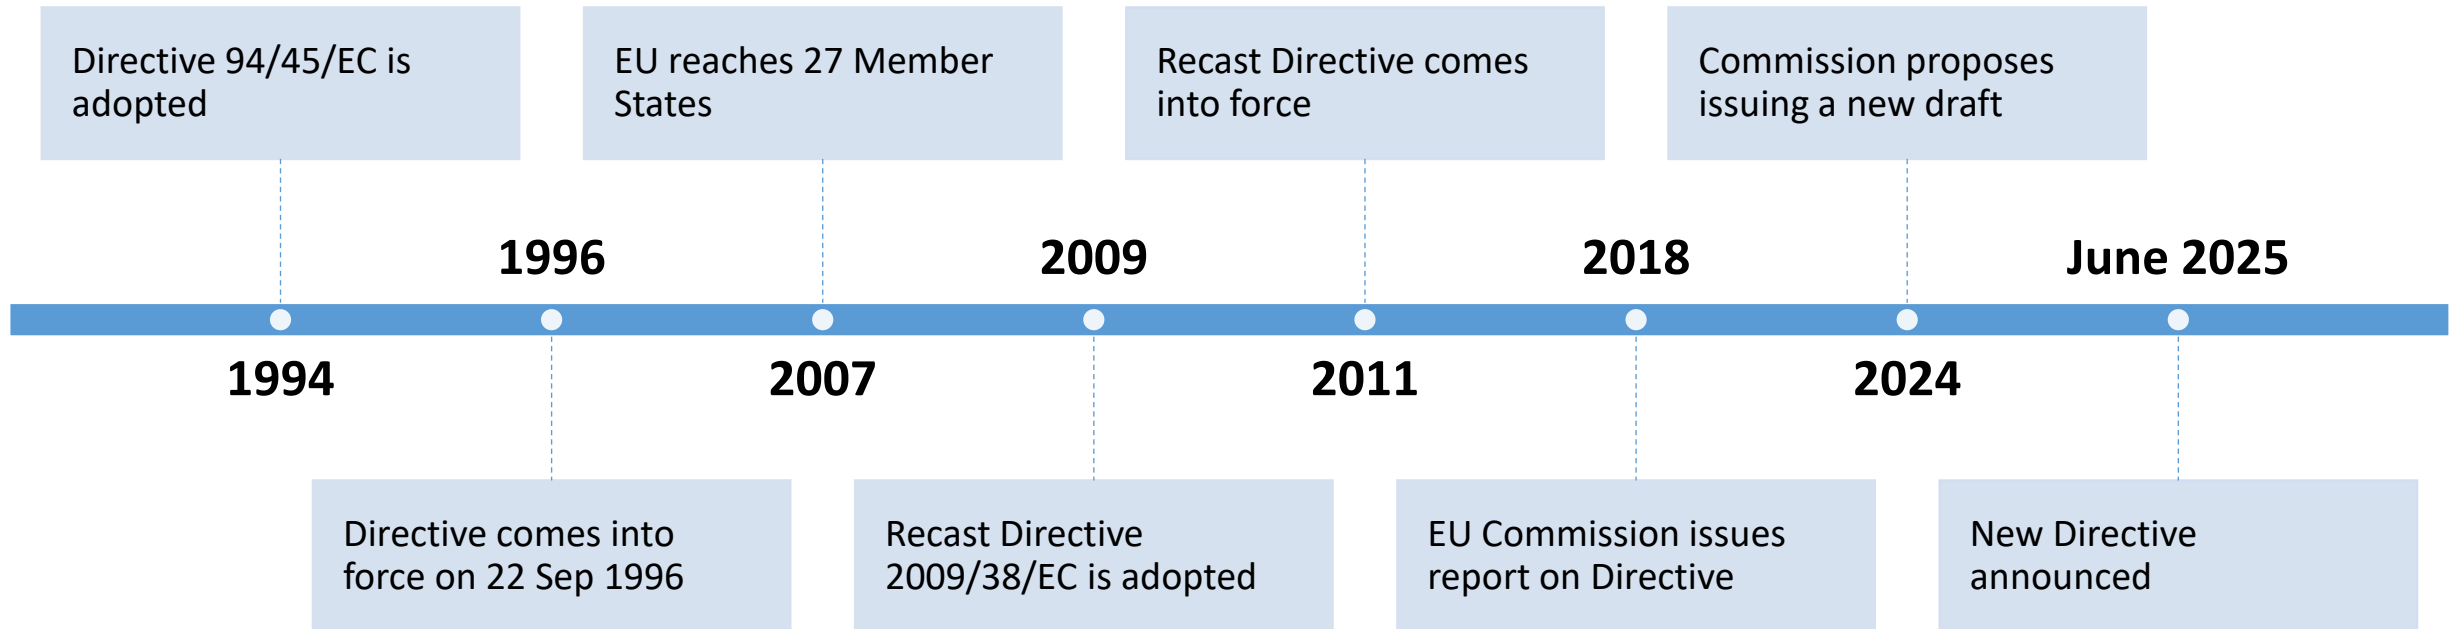 Directive 94/45/EC is
adopted
EU reaches 27 Member
States
Recast Directive comes
into force
Commission proposes
issuing a new draft
1996
2009
2018
June 2025
1994
2007
2011
2024
Directive comes into
force on 22 Sep 1996
Recast Directive
2009/38/EC is adopted
EU Commission issues
report on Directive
New Directive
announced